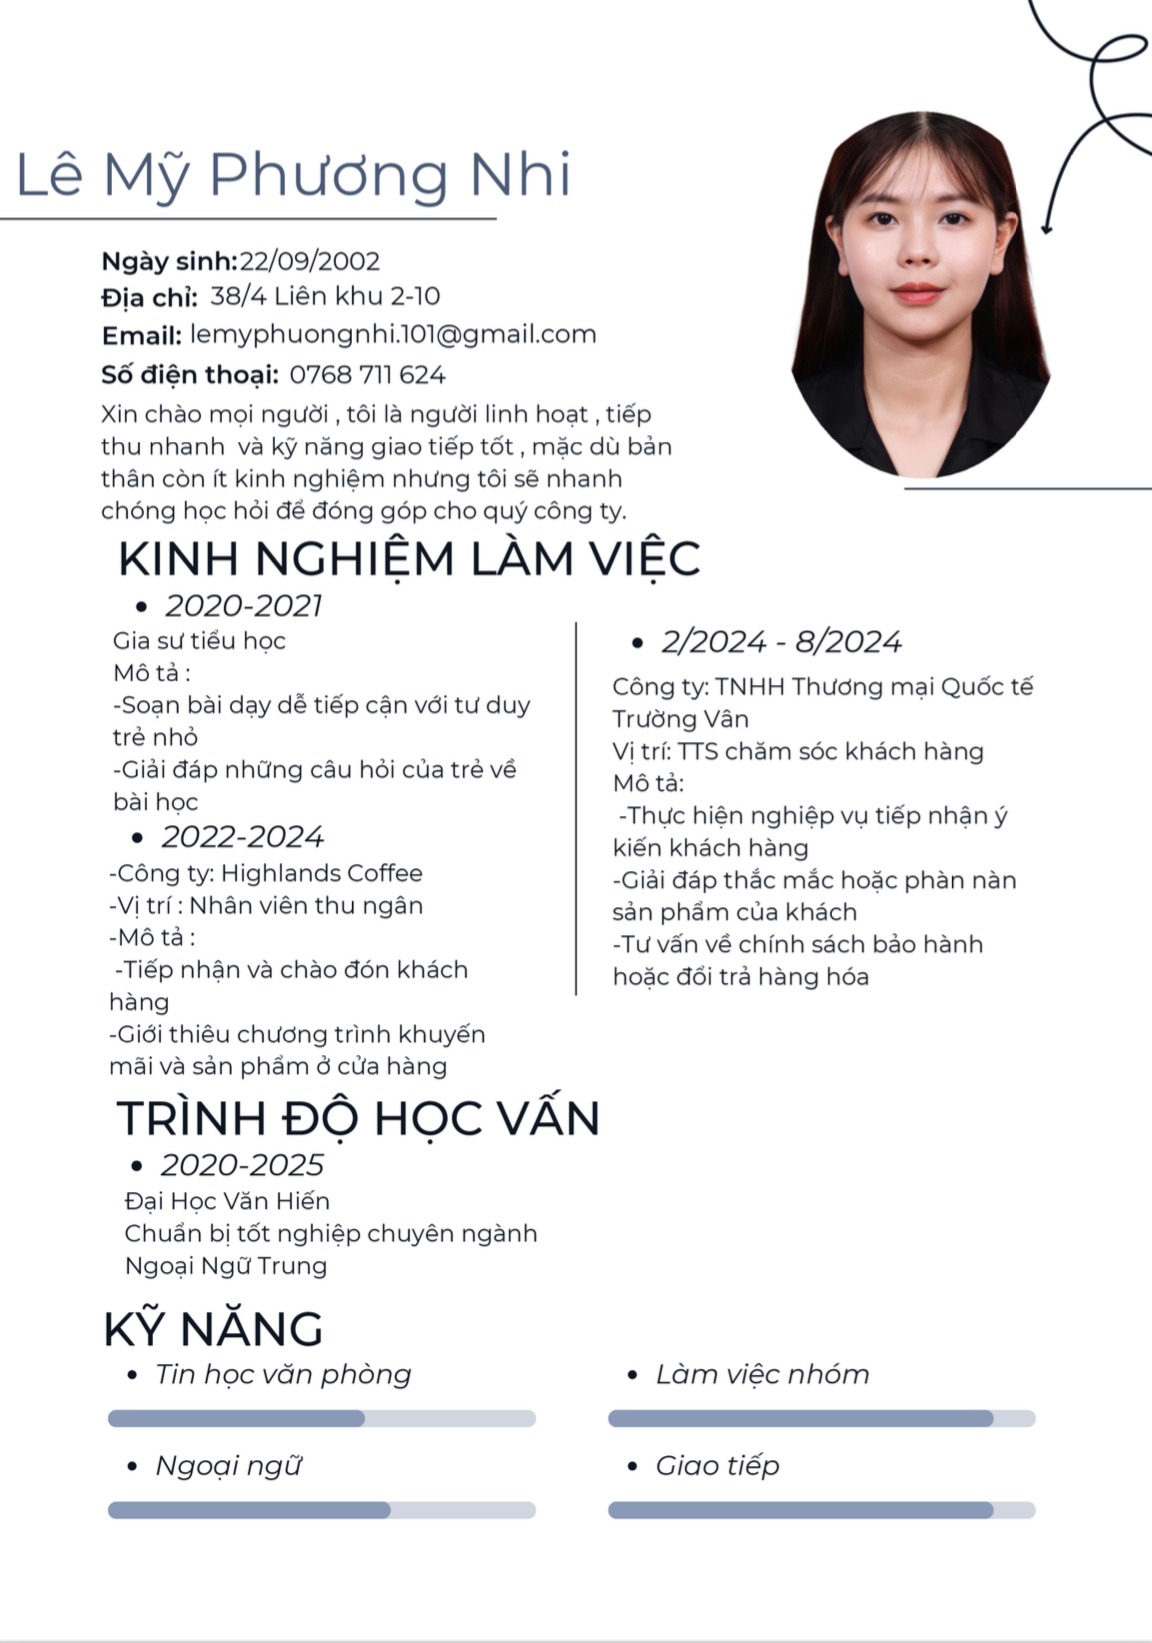 Lê Mỹ Phương Nhi
Ngày sinh:22/09/2002
Địa chỉ: 38/4 Liên khu 2-10
Email: lemyphuongnhi.101@gmail.com
Số điện thoại: 0768 711 624
Xin chào mọi người , tôi là người linh hoạt , tiếp
thu nhanh và kỹ năng giao tiếp tốt , mặc dù bản
thân còn ít kinh nghiệm nhưng tôi sẽ nhanh
chóng học hỏi để đóng góp cho quý công ty.
KINH NGHIỆM LÀM VIỆC
• 2020-2021
Gia sư tiểu học
Mô tả :
-Soạn bài dạy dễ tiếp cận với tư duy
trẻ nhỏ
-Giải đáp những câu hỏi của trẻ về
bài học
• 2022-2024
-Công ty: Highlands Coffee
-Vị trí : Nhân viên thu ngân
-Mô tả :
-Tiếp nhận và chào đón khách
hàng
-Giới thiêu chương trình khuyến
mãi và sản phẩm ở cửa hàng
• 2/2024 - 8/2024
Công ty: TNHH Thương mại Quốc tế
Trường Vân
Vị trí: TTS chăm sóc khách hàng
Mô tả:
-Thực hiện nghiệp vụ tiếp nhận ý
kiến khách hàng
-Giải đáp thắc mắc hoặc phàn nàn
sản phẩm của khách
-Tư vấn về chính sách bảo hành
hoặc đổi trả hàng hóa
TRÌNH ĐỘ HỌC VẤN
• 2020-2025
Đại Học Văn Hiến
Chuẩn bị tốt nghiệp chuyên ngành
Ngoại Ngữ Trung
KỸ NĂNG
• Tin học văn phòng
• Làm việc nhóm
• Ngoại ngữ
• Giao tiếp